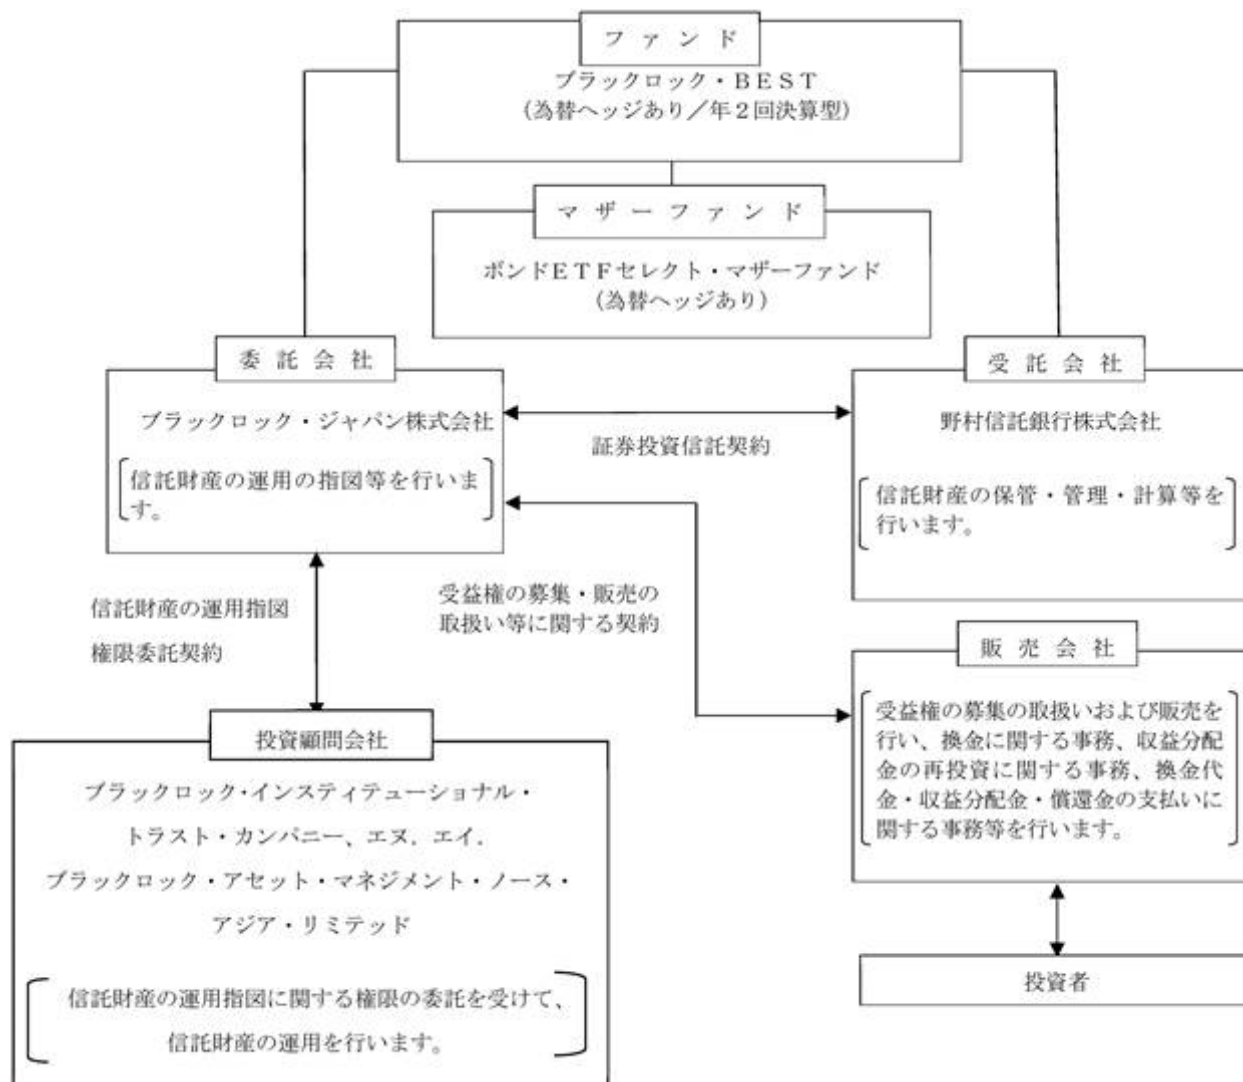 ファンド
ブラックロック・BEST
(為替ヘッジあり/年2回決算型)
マザーファンド
ボンドETFセレクト・マザーファンド
(為替ヘッジあり)
委託会社
ブラックロック・ジャパン株式会社
信託財産の運用の指図等を行いま
す。
証券投資信託契約
受託会社
野村信託銀行株式会社
信託財産の保管・管理・計算等を
行います。
信託財産の運用指図
権限委託契約
受益権の募集・販売の
取扱い等に関する契約
販売会社
受益権の募集の取扱いおよび販売を
行い、換金に関する事務、収益分配
金の再投資に関する事務、換金代
金・収益分配金・償還金の支払いに
関する事務等を行います。
投資顧問会社
ブラックロック・インスティテューショナル・
トラスト・カンパニー、エヌ．エイ．
ブラックロック・アセット・マネジメント・ノース・
アジア・リミテッド
信託財産の運用指図に関する権限の委託を受けて、
信託財産の運用を行います。
投資者